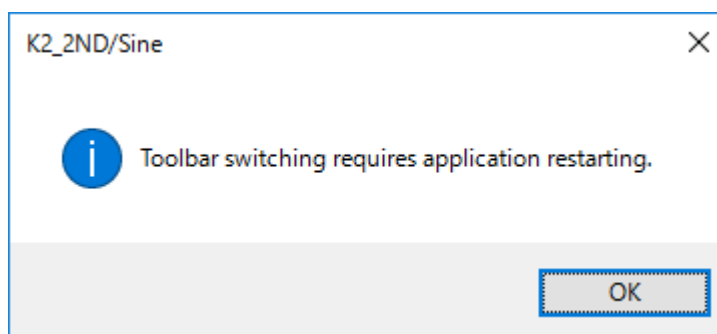 K2_2ND/Sine
Toolbar switching requires application restarting.
OK